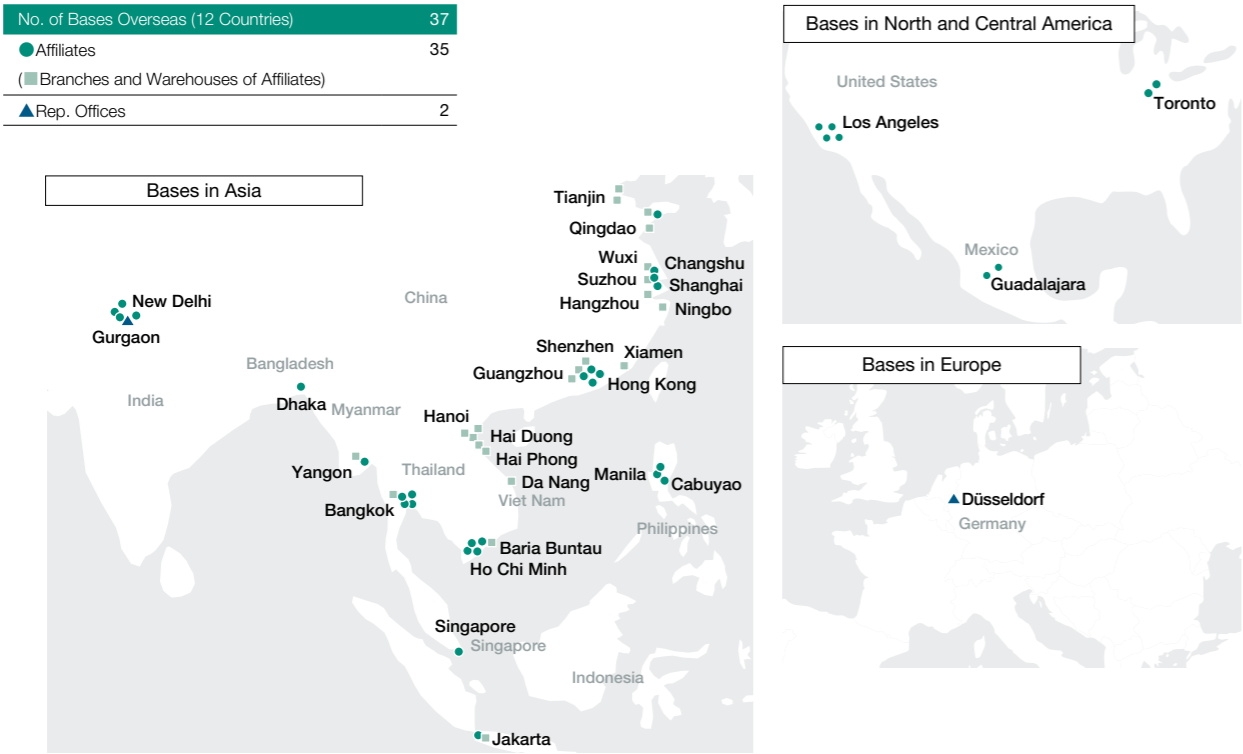 No. of Bases Overseas (12 Countries) 37
Affiliates 35
(Branches and Warehouses of Affiliates)
Rep. Offices 2
Bases in Asia
Tianjin
Qingdao
Wuxi
Changshu
Suzhou
Shanghai
Hangzhou
Ningbo
China
New Delhi
Gurgaon
Shenzhen
Xiamen
Guangzhou
Hong Kong
Bangladesh
India
Dhaka
Myanmar
Hanoi
Hai Duong
Hai Phong
Yangon
Thailand
Manila
Cabuyao
Da Nang
Viet Nam
Bangkok
Philippines
Baria Buntau
Ho Chi Minh
Singapore
Singapore
Indonesia
Jakarta
Bases in North and Central America
United States
Toronto
Los Angeles
Mexico
Guadalajara
Bases in Europe
Düsseldorf
Germany